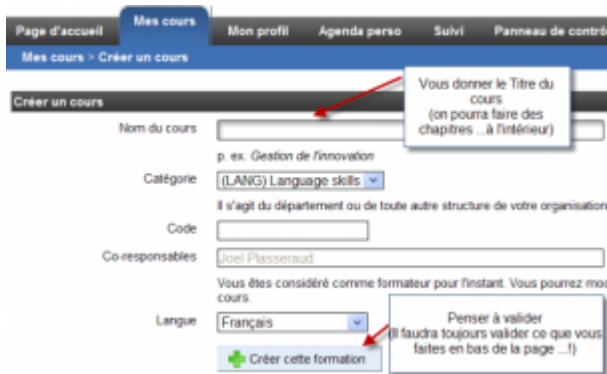 Page d'accueil Mes cours Mon profil Agenda perso Suivi Panneau de contrô
Mes cours > Créer un cours
Vous donner le Titre du
cours
(on pourra faire des
chapitres ...à l'intérieur)
Créer un cours
Nom du cours
p. ex. Gestion de l'innovation
Catégorie (LANG) Language skills
Il s'agit du département ou de toute autre structure de votre organisation
Code
Co-responsables Joel Plasseraud
Vous êtes considéré comme formateur pour l'instant. Vous pourrez mod
cours.
Langue Français
Penser à valider
(Il faudra toujours valider ce que vous
faites en bas de la page ...!)
Créer cette formation